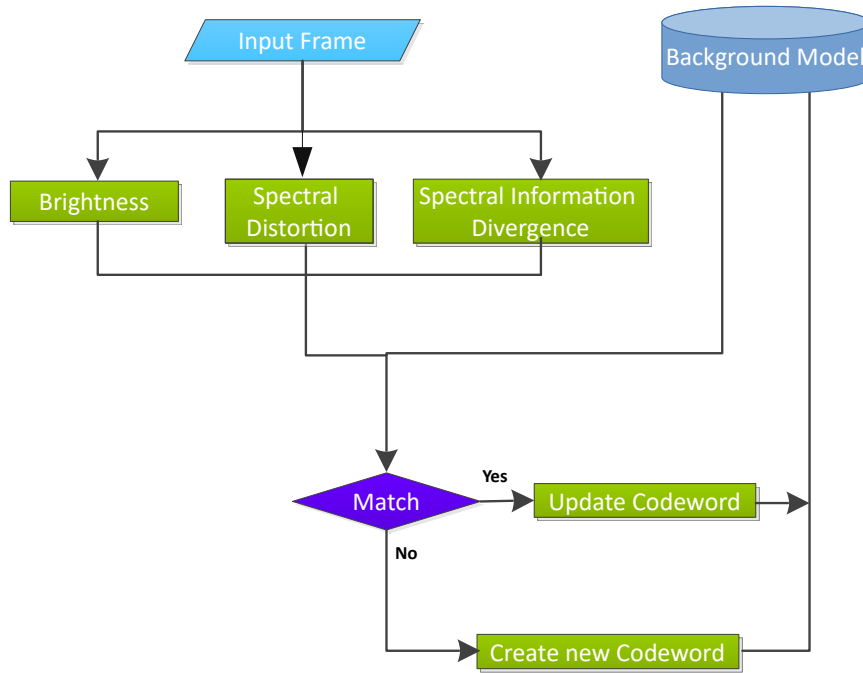 Input Frame
Background Model
Brightness
Spectral
Distortion
Spectral Information
Divergence
Match
Yes
Update Codeword
No
Create new Codeword